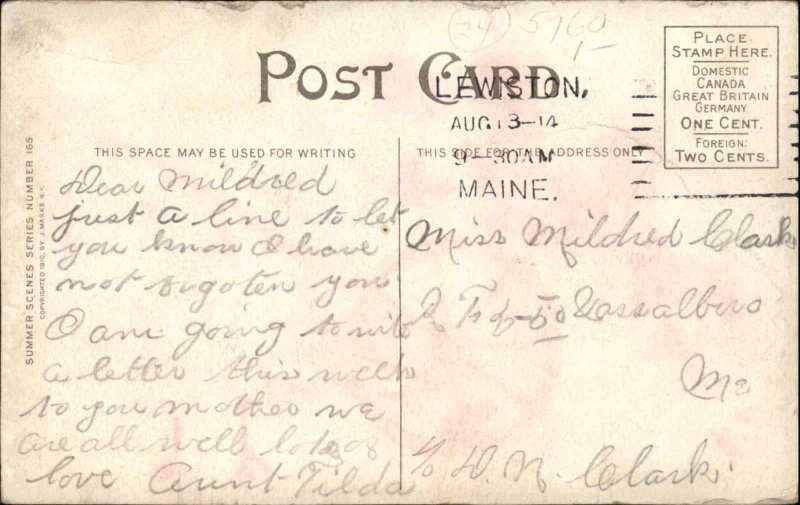 24 5760
1-
POST CARD
LEWISTON,
AUG 13-14
9-30AM
MAINE.
PLACE
STAMP HERE.
DOMESTIC
CANADA
GREAT BRITAIN
GERMANY
ONE CENT.
FOREIGN:
TWO CENTS.
THIS SPACE MAY BE USED FOR WRITING
THIS SIDE FOR THE ADDRESS ONLY
SUMMER SCENES SERIES NUMBER 165
COPYRIGHTED 1910, BY J. MARKS N.Y.
Dear Mildred
just a line to let
you know I have
not forgoten you
I am going to write
a letter this week
to you mother we
are all well lots of
love Aunt Tilda
Miss Mildred Clark
Vassalboro
Me
c/o D. N. Clark